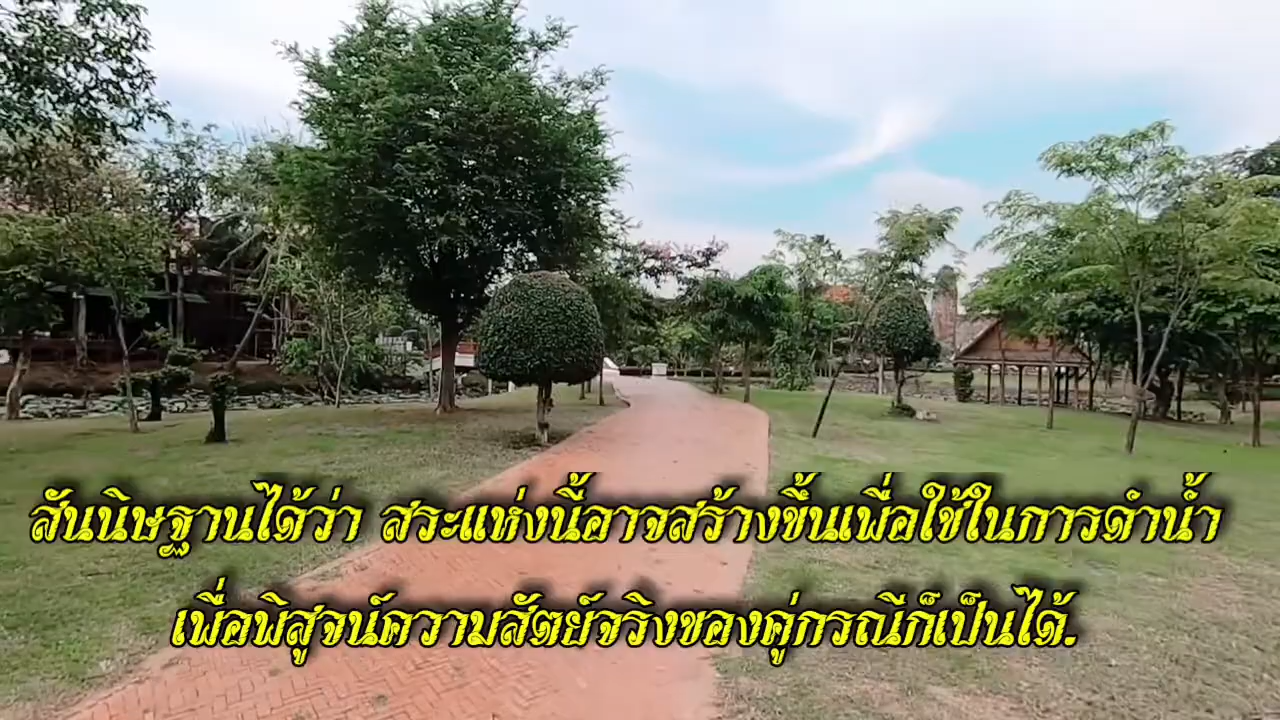 สันนิษฐานได้ว่า สระแห่งนี้อาจสร้างขึ้นเพื่อใช้ในการดำน้ำ
เพื่อพิสูจน์ความสัตย์จริงของคู่กรณีก็เป็นได้.